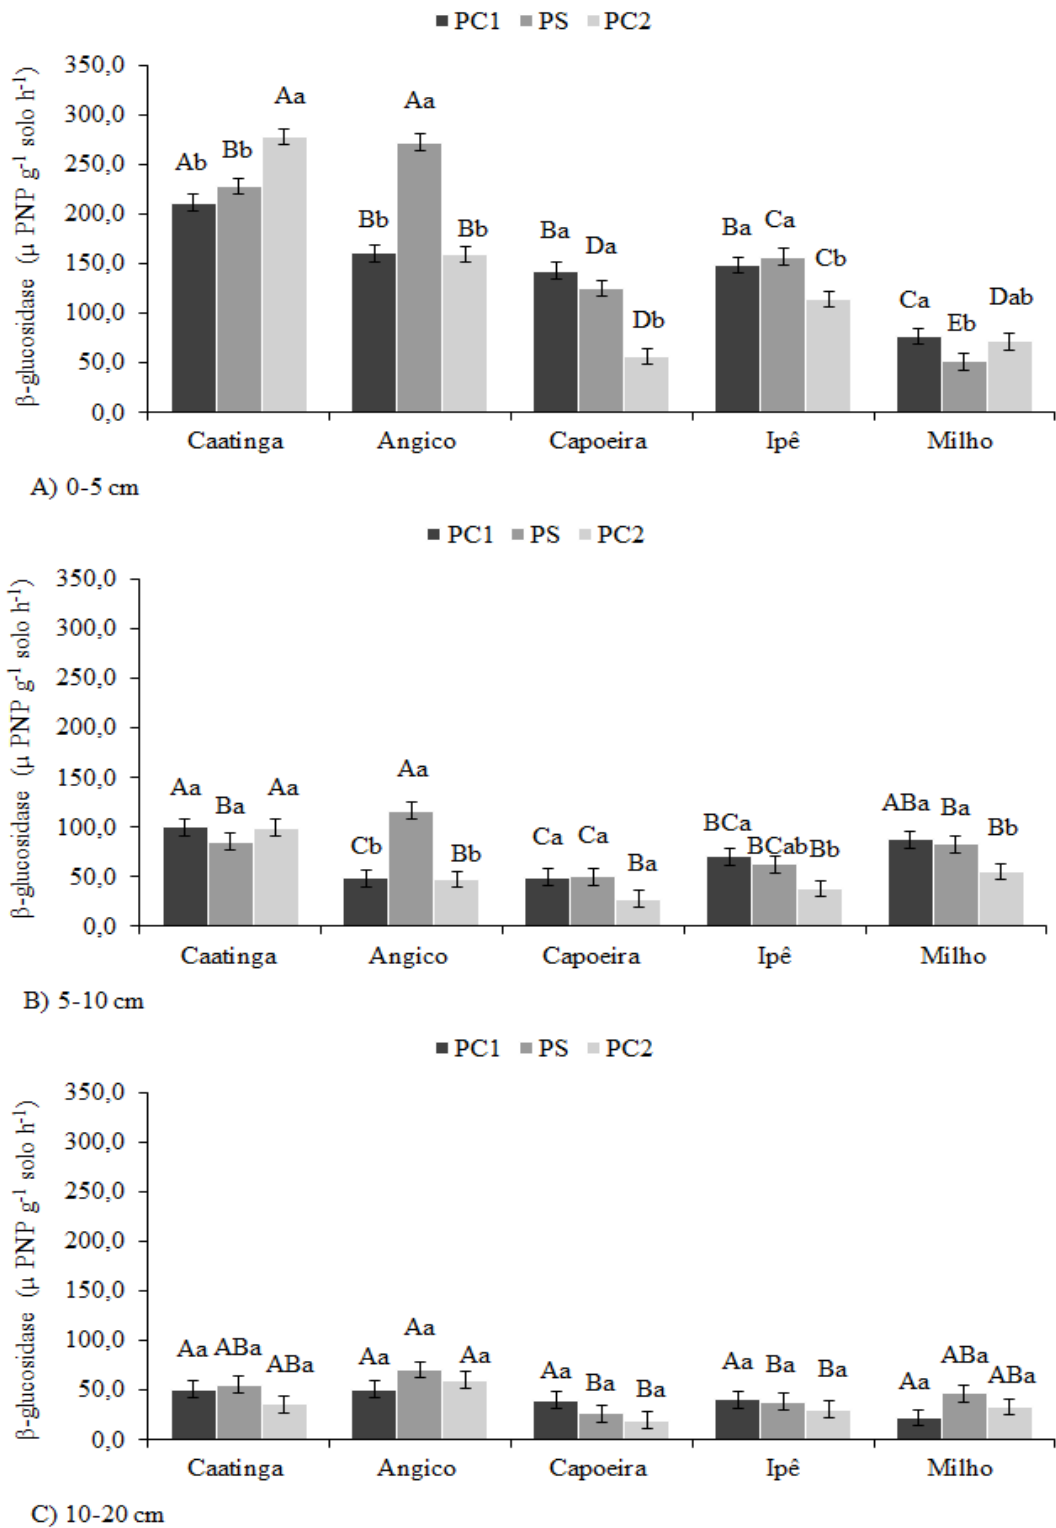 PC1 PS PC2
β-glucosidase (μ PNP g-1 solo h-1)
350,0
300,0
250,0
200,0
150,0
100,0
50,0
0,0
Ab Bb Aa
Bb Aa Bb
Ba Da Db
Ba Ca Cb
Ca Eb Dab
Caatinga Angico Capoeira Ipê Milho
A) 0-5 cm
PC1 PS PC2
β-glucosidase (μ PNP g-1 solo h-1)
350,0
300,0
250,0
200,0
150,0
100,0
50,0
0,0
Aa Ba Aa
Cb Aa Bb
Ca Ca Ba
BCa BCab Bb
ABa Ba Bb
Caatinga Angico Capoeira Ipê Milho
B) 5-10 cm
PC1 PS PC2
β-glucosidase (μ PNP g-1 solo h-1)
350,0
300,0
250,0
200,0
150,0
100,0
50,0
0,0
Aa ABa ABa
Aa Aa Aa
Aa Ba Ba
Aa Ba Ba
Aa ABa ABa
Caatinga Angico Capoeira Ipê Milho
C) 10-20 cm